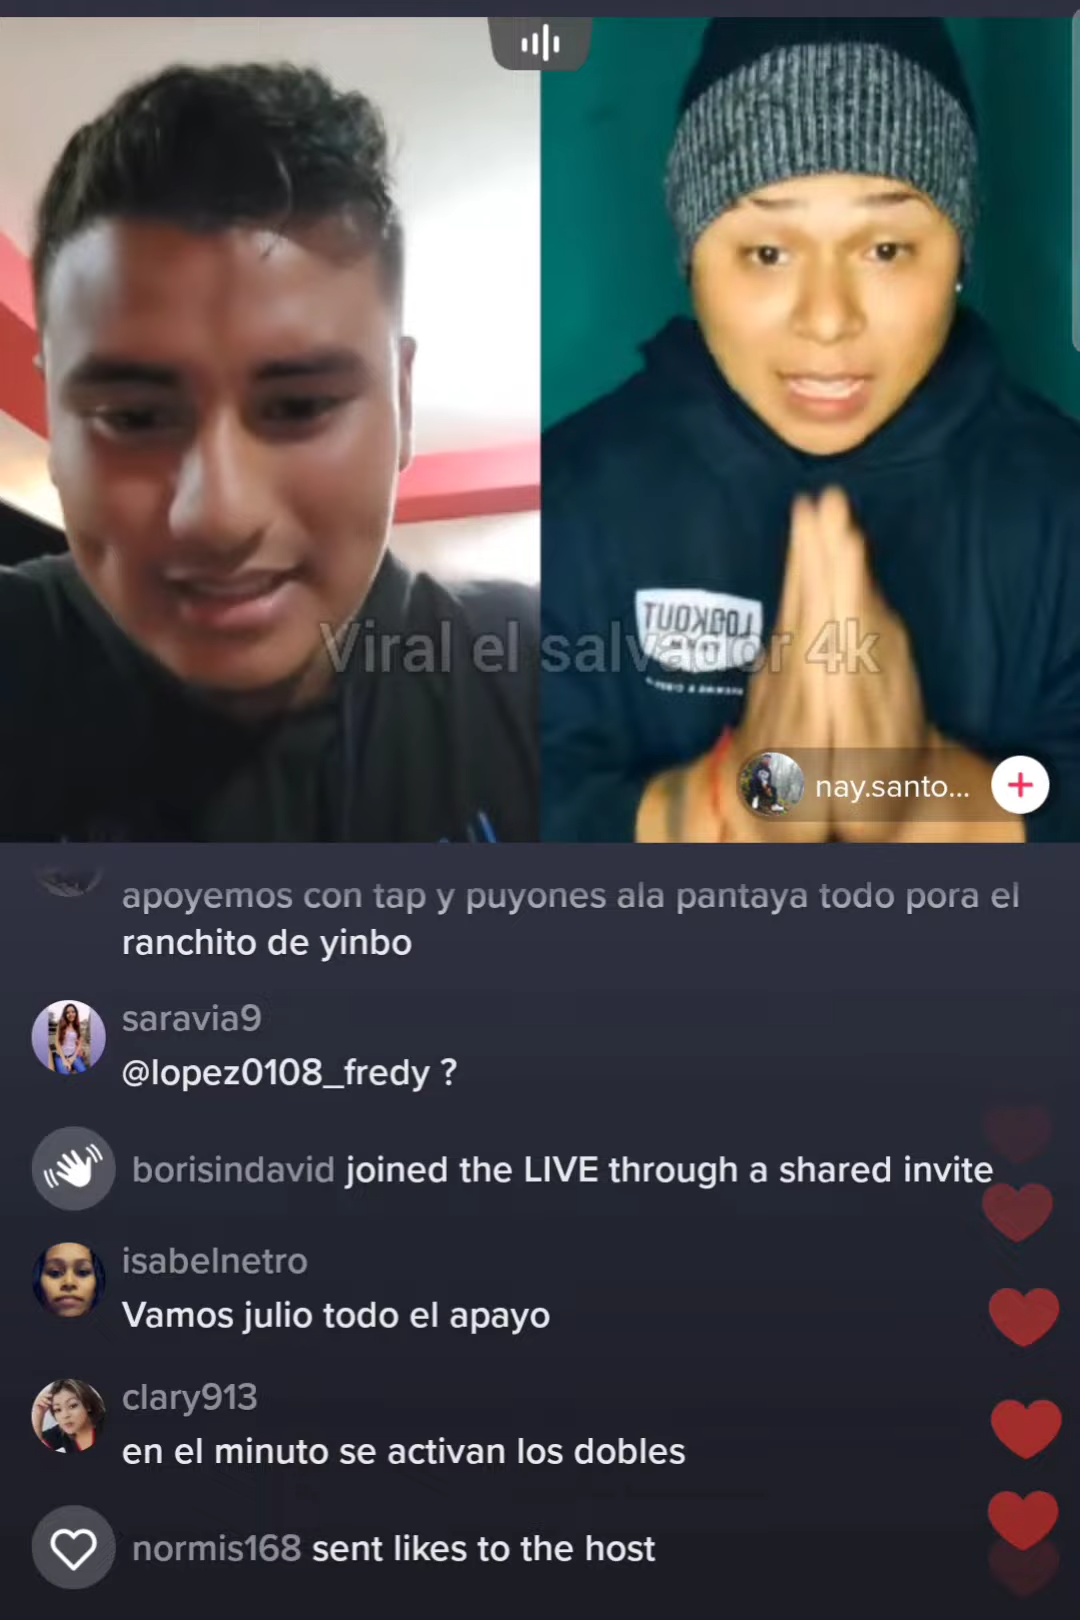 LOOKOUT
Viral el salvador 4k
nay.santo...
apoyemos con tap y puyones ala pantaya todo pora el
ranchito de yinbo
saravia9
@lopez0108_fredy ?
borisindavid joined the LIVE through a shared invite
isabelnetro
Vamos julio todo el apayo
clary913
en el minuto se activan los dobles
normis168 sent likes to the host